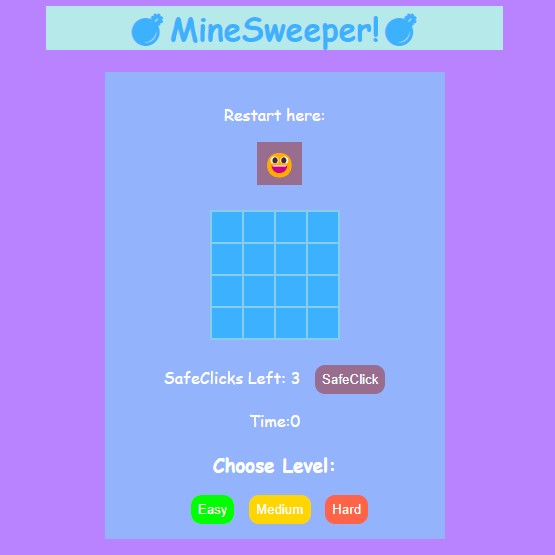 MineSweeper!
Restart here:
SafeClicks Left: 3 SafeClick
Time:0
Choose Level:
Easy Medium Hard